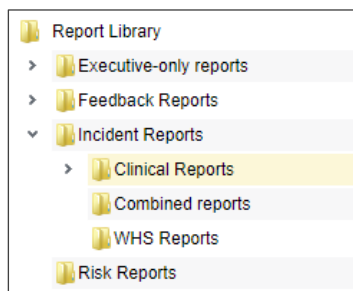 Report Library
Executive-only reports
Feedback Reports
Incident Reports
Clinical Reports
Combined reports
WHS Reports
Risk Reports